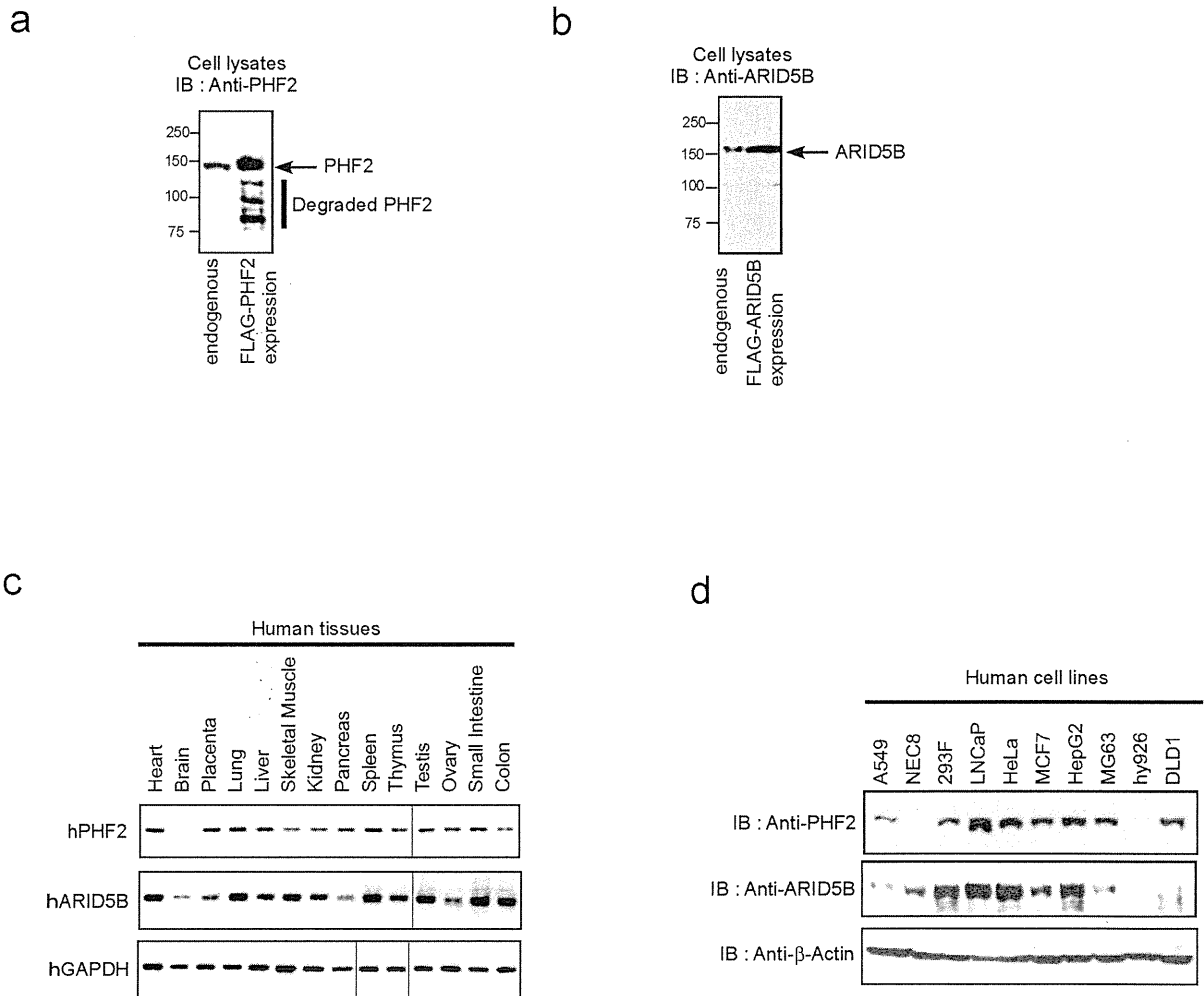 a
Cell lysates
IB : Anti-PHF2
250
150
100
75
PHF2
Degraded PHF2
endogenous
FLAG-PHF2
expression
b
Cell lysates
IB : Anti-ARID5B
250
150
100
75
ARID5B
endogenous
FLAG-ARID5B
expression
c
Human tissues
Heart
Brain
Placenta
Lung
Liver
Skeletal Muscle
Kidney
Pancreas
Spleen
Thymus
Testis
Ovary
Small Intestine
Colon
hPHF2
hARID5B
hGAPDH
d
Human cell lines
A549
NEC8
293F
LNCaP
HeLa
MCF7
HepG2
MG63
hy926
DLD1
IB : Anti-PHF2
IB : Anti-ARID5B
IB : Anti-β-Actin